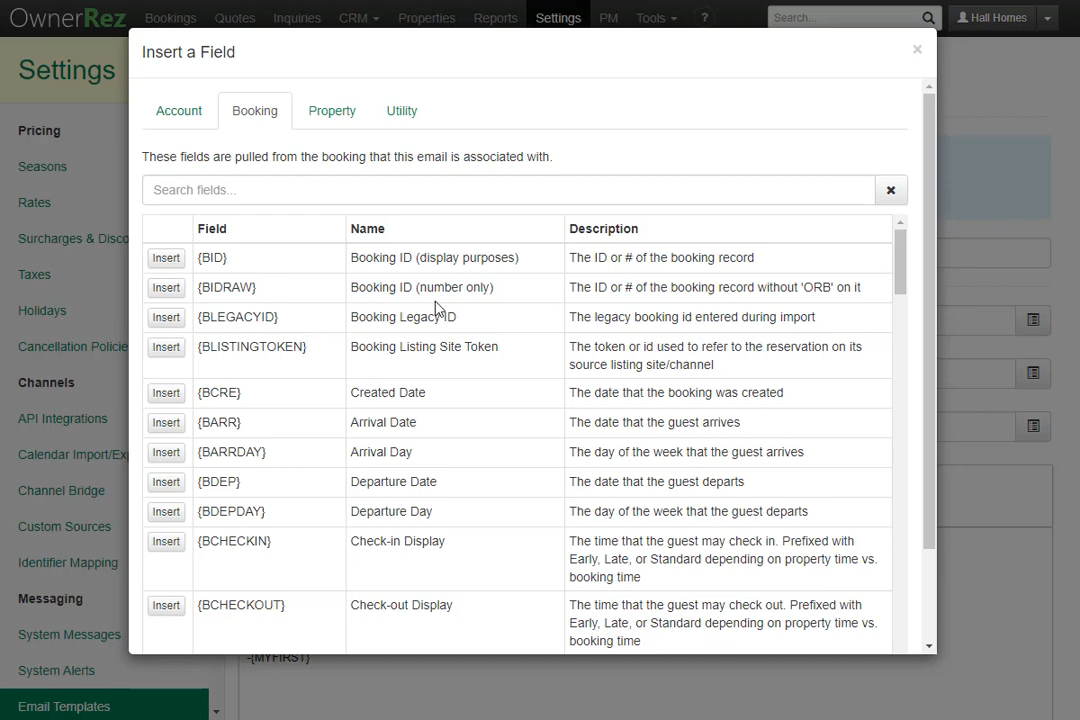 OwnerRez Bookings Quotes Inquiries CRM Properties Reports Settings PM Tools ? Search... Hall Homes
Insert a Field ×
Settings
Account Booking Property Utility
Pricing
These fields are pulled from the booking that this email is associated with.
Seasons
Search fields...
Rates
Field Name Description
Surcharges & Disco
Insert {BID} Booking ID (display purposes) The ID or # of the booking record
Taxes
Insert {BIDRAW} Booking ID (number only) The ID or # of the booking record without 'ORB' on it
Holidays
Insert {BLEGACYID} Booking Legacy ID The legacy booking id entered during import
Cancellation Policie
Insert {BLISTINGTOKEN} Booking Listing Site Token The token or id used to refer to the reservation on its
source listing site/channel
Channels
Insert {BCRE} Created Date The date that the booking was created
API Integrations
Insert {BARR} Arrival Date The date that the guest arrives
Calendar Import/Exp
Insert {BARRDAY} Arrival Day The day of the week that the guest arrives
Channel Bridge
Insert {BDEP} Departure Date The date that the guest departs
Custom Sources
Insert {BDEPDAY} Departure Day The day of the week that the guest departs
Identifier Mapping
Insert {BCHECKIN} Check-in Display The time that the guest may check in. Prefixed with
Early, Late, or Standard depending on property time vs.
booking time
Messaging
Insert {BCHECKOUT} Check-out Display The time that the guest may check out. Prefixed with
Early, Late, or Standard depending on property time vs.
booking time
System Messages
System Alerts
-{MYFIRST}
Email Templates